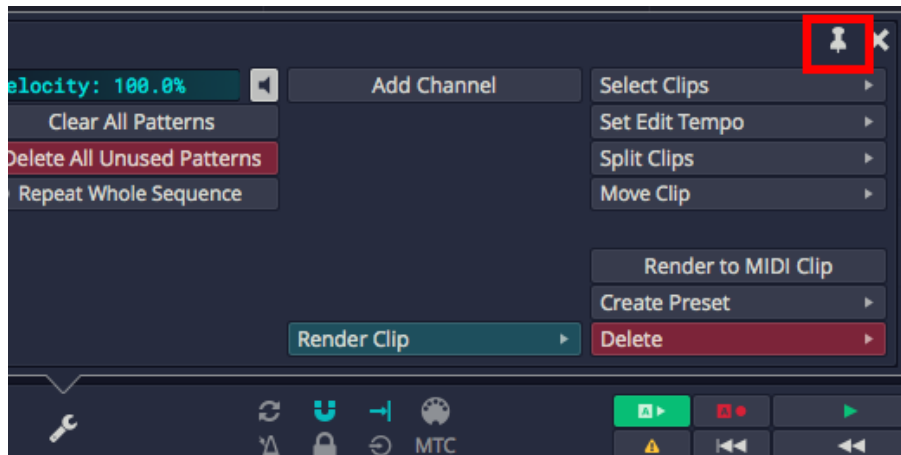 elocity: 100.0%
Add Channel
Select Clips
Clear All Patterns
Set Edit Tempo
Delete All Unused Patterns
Split Clips
Repeat Whole Sequence
Move Clip
Render to MIDI Clip
Create Preset
Render Clip
Delete
A
A
MTC